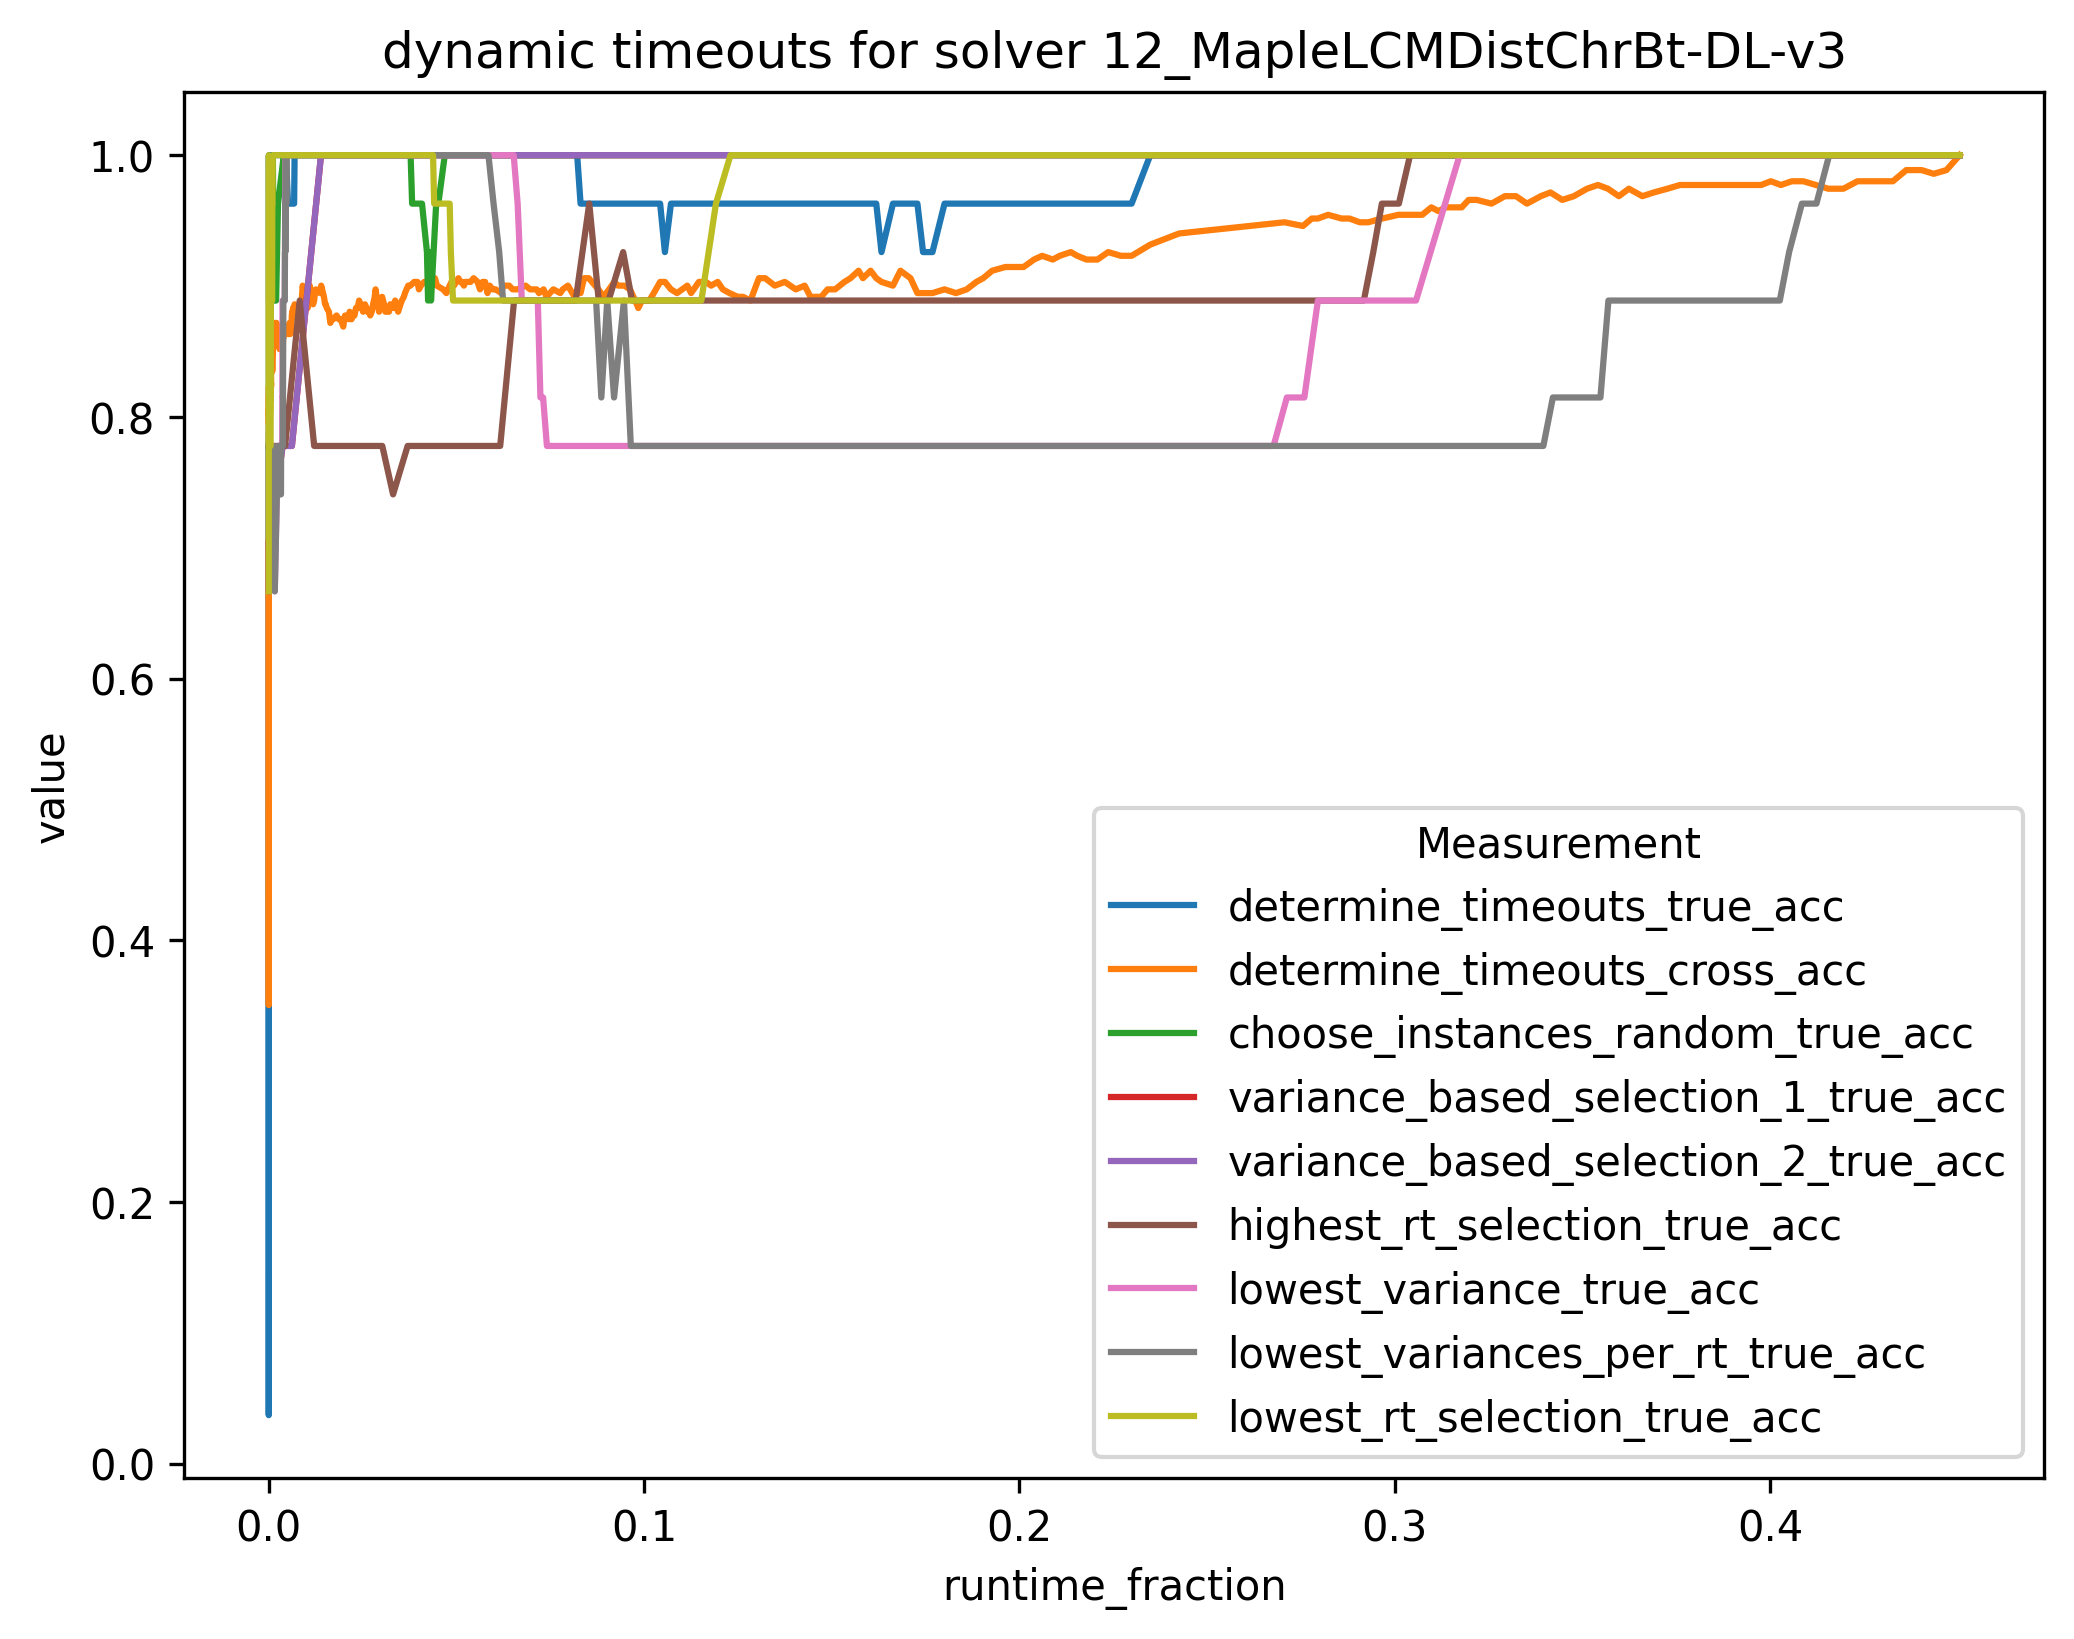 dynamic timeouts for solver 12_MapleLCMDistChrBt-DL-v3
1.0
0.8
0.6
0.4
0.2
0.0
value
Measurement
determine_timeouts_true_acc
determine_timeouts_cross_acc
choose_instances_random_true_acc
variance_based_selection_1_true_acc
variance_based_selection_2_true_acc
highest_rt_selection_true_acc
lowest_variance_true_acc
lowest_variances_per_rt_true_acc
lowest_rt_selection_true_acc
0.0 0.1 0.2 0.3 0.4
runtime_fraction